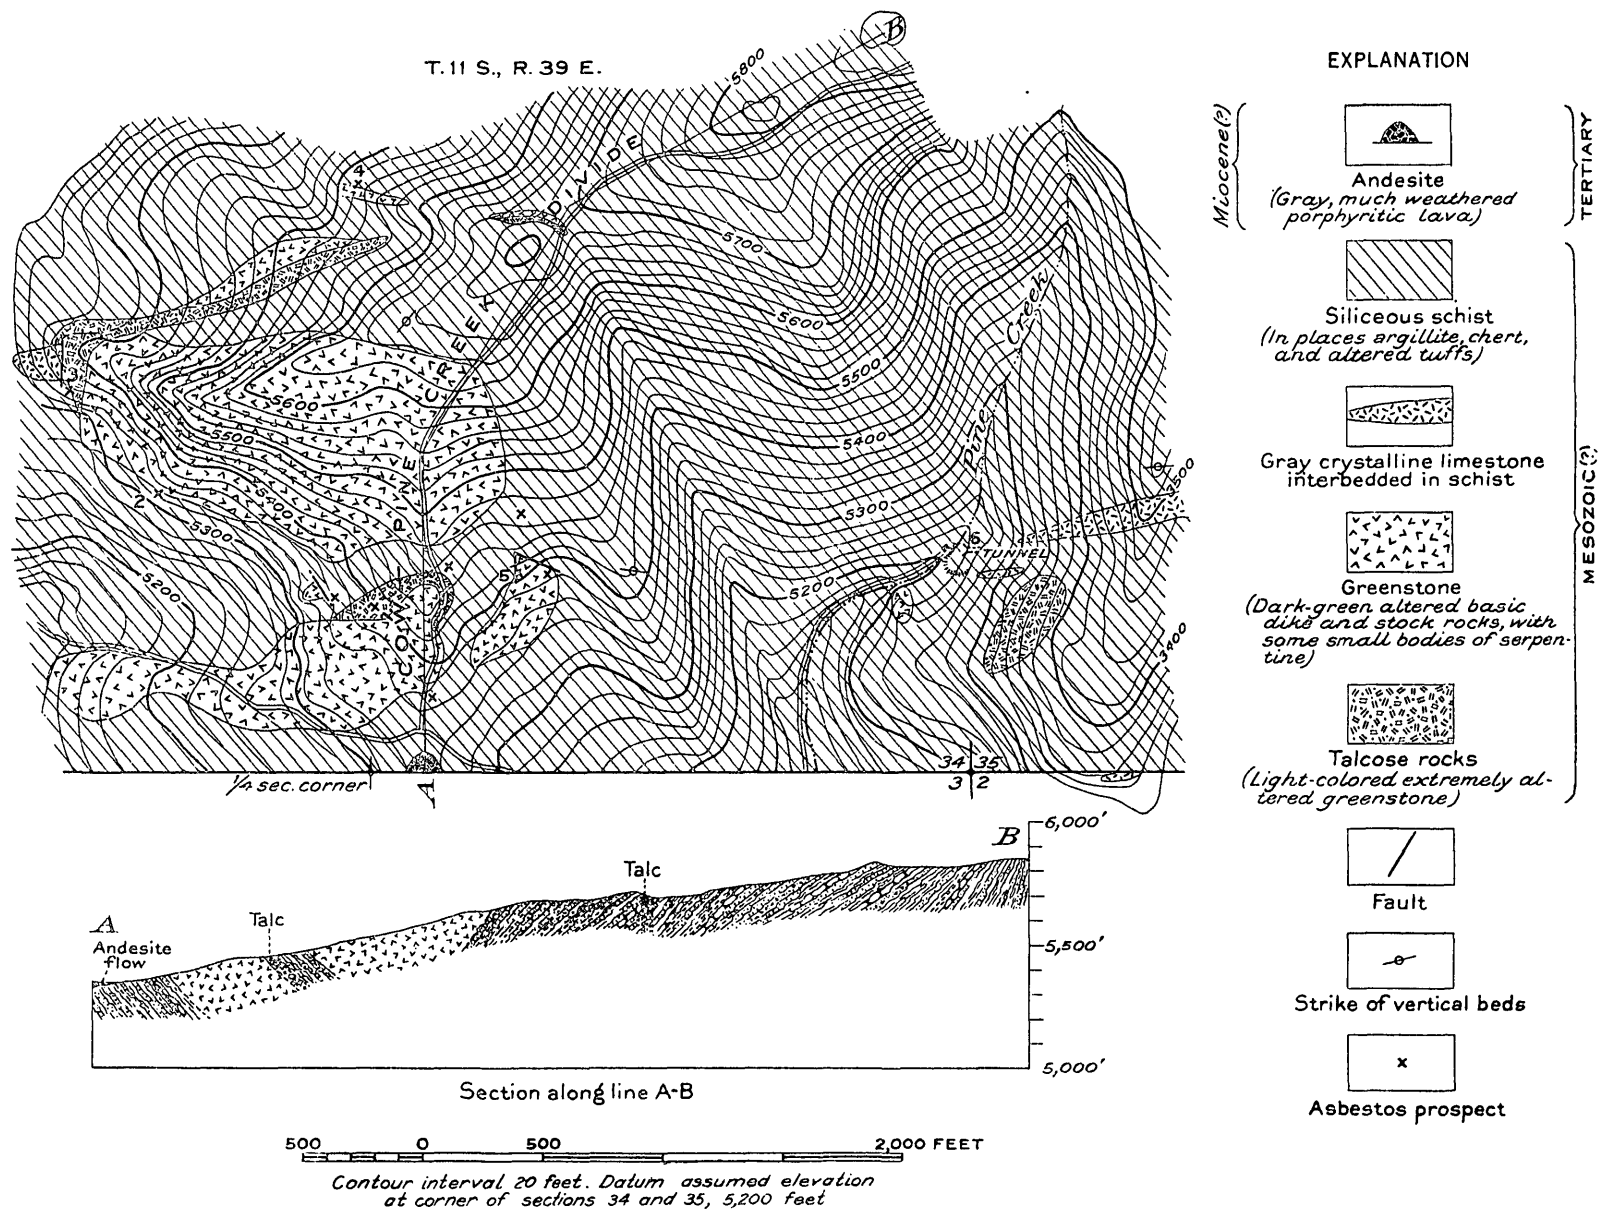 T. 11 S., R. 39 E.
B
5800
DIVIDE
4
5700
CREEK
Creek
5600
3
5500
5600
5500
Pine
5400
3500
2
5400
PINE
5300
5300
6
TUNNEL
5
5200
1
5200
COW
3400
34 35
3 2
1/4 sec. corner
A
6,000'
B
Talc
Talc
A
Andesite
flow
5,500'
5,000'
Section along line A-B
500 0 500 2,000 FEET
Contour interval 20 feet. Datum assumed elevation
at corner of sections 34 and 35, 5,200 feet
EXPLANATION
Miocene(?)
TERTIARY
Andesite
(Gray, much weathered
porphyritic lava)
Siliceous schist
(In places argillite, chert,
and altered tuffs)
Gray crystalline limestone
interbedded in schist
MESOZOIC(?)
Greenstone
(Dark-green altered basic
dike and stock rocks, with
some small bodies of serpen-
tine)
Talcose rocks
(Light-colored extremely al-
tered greenstone)
Fault
Strike of vertical beds
Asbestos prospect